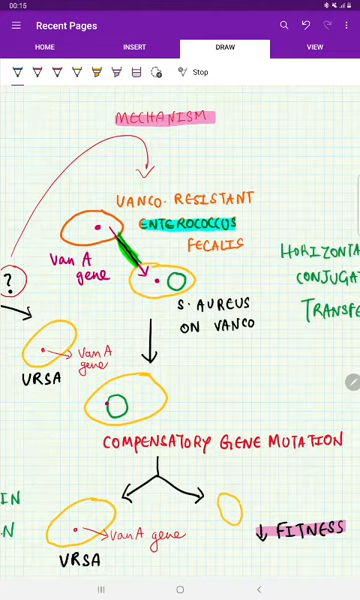 00:15
Recent Pages
HOME INSERT DRAW VIEW
Stop
MECHANISM
VANCO-RESISTANT
ENTEROCOCCUS
FECALIS
Van A
gene
HORIZONTA
CONJUGAT
TRANSFE
?
S. AUREUS
ON VANCO
Van A
gene
VRSA
COMPENSATORY GENE MUTATION
IN
N
Van A gene
↓ FITNESS
VRSA